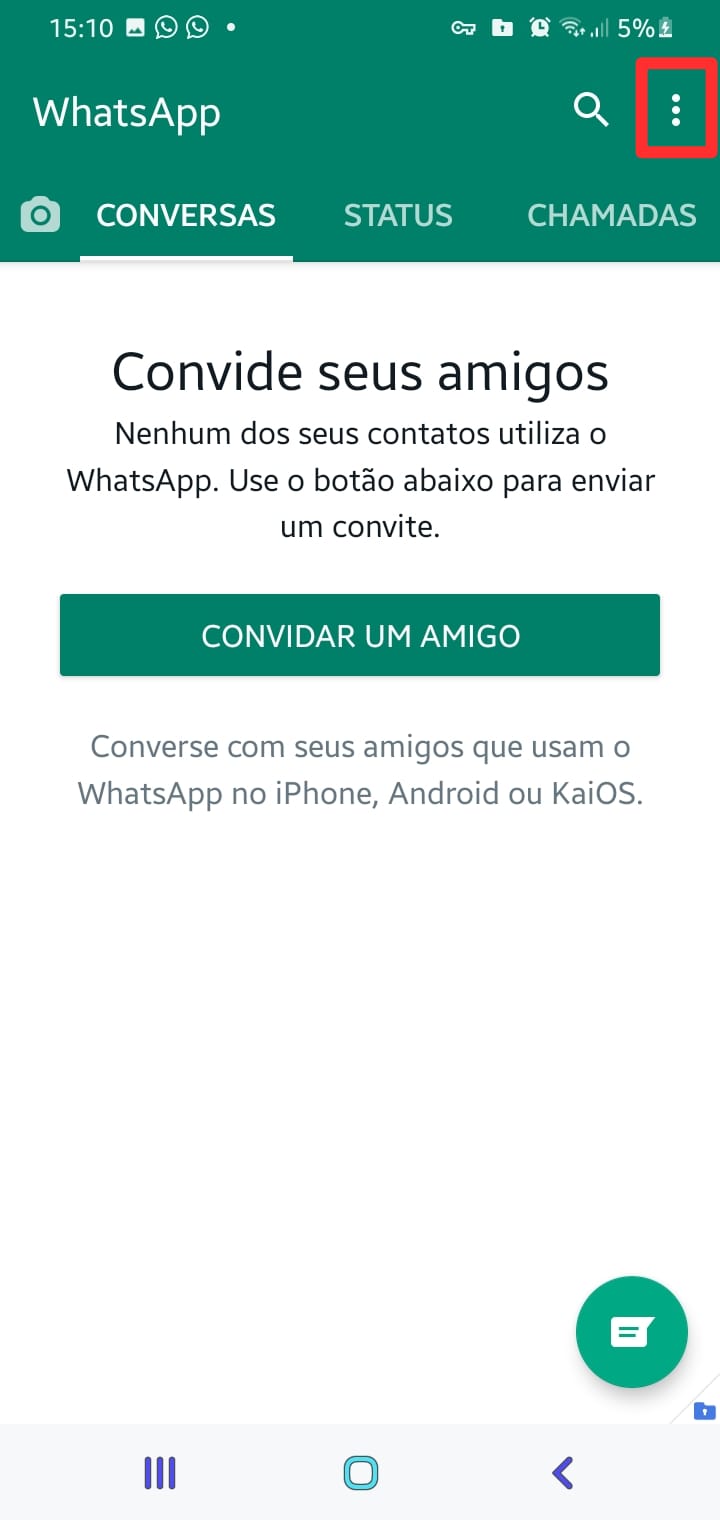 15:10
5%
WhatsApp
CONVERSAS STATUS CHAMADAS
Convide seus amigos
Nenhum dos seus contatos utiliza o
WhatsApp. Use o botão abaixo para enviar
um convite.
CONVIDAR UM AMIGO
Converse com seus amigos que usam o
WhatsApp no iPhone, Android ou KaiOS.